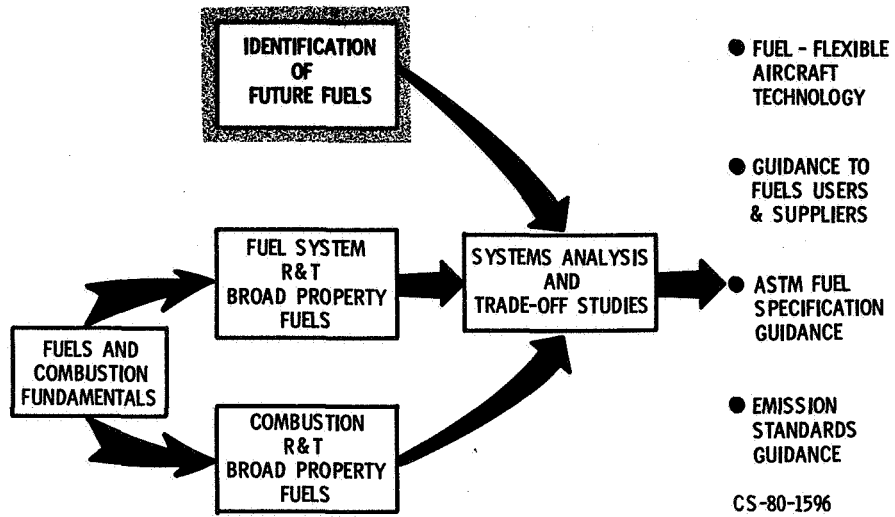 IDENTIFICATION
OF
FUTURE FUELS
FUEL SYSTEM
R&T
BROAD PROPERTY
FUELS
SYSTEMS ANALYSIS
AND
TRADE-OFF STUDIES
FUELS AND
COMBUSTION
FUNDAMENTALS
COMBUSTION
R&T
BROAD PROPERTY
FUELS
● FUEL - FLEXIBLE
AIRCRAFT
TECHNOLOGY
● GUIDANCE TO
FUELS USERS
& SUPPLIERS
● ASTM FUEL
SPECIFICATION
GUIDANCE
● EMISSION
STANDARDS
GUIDANCE
CS-80-1596